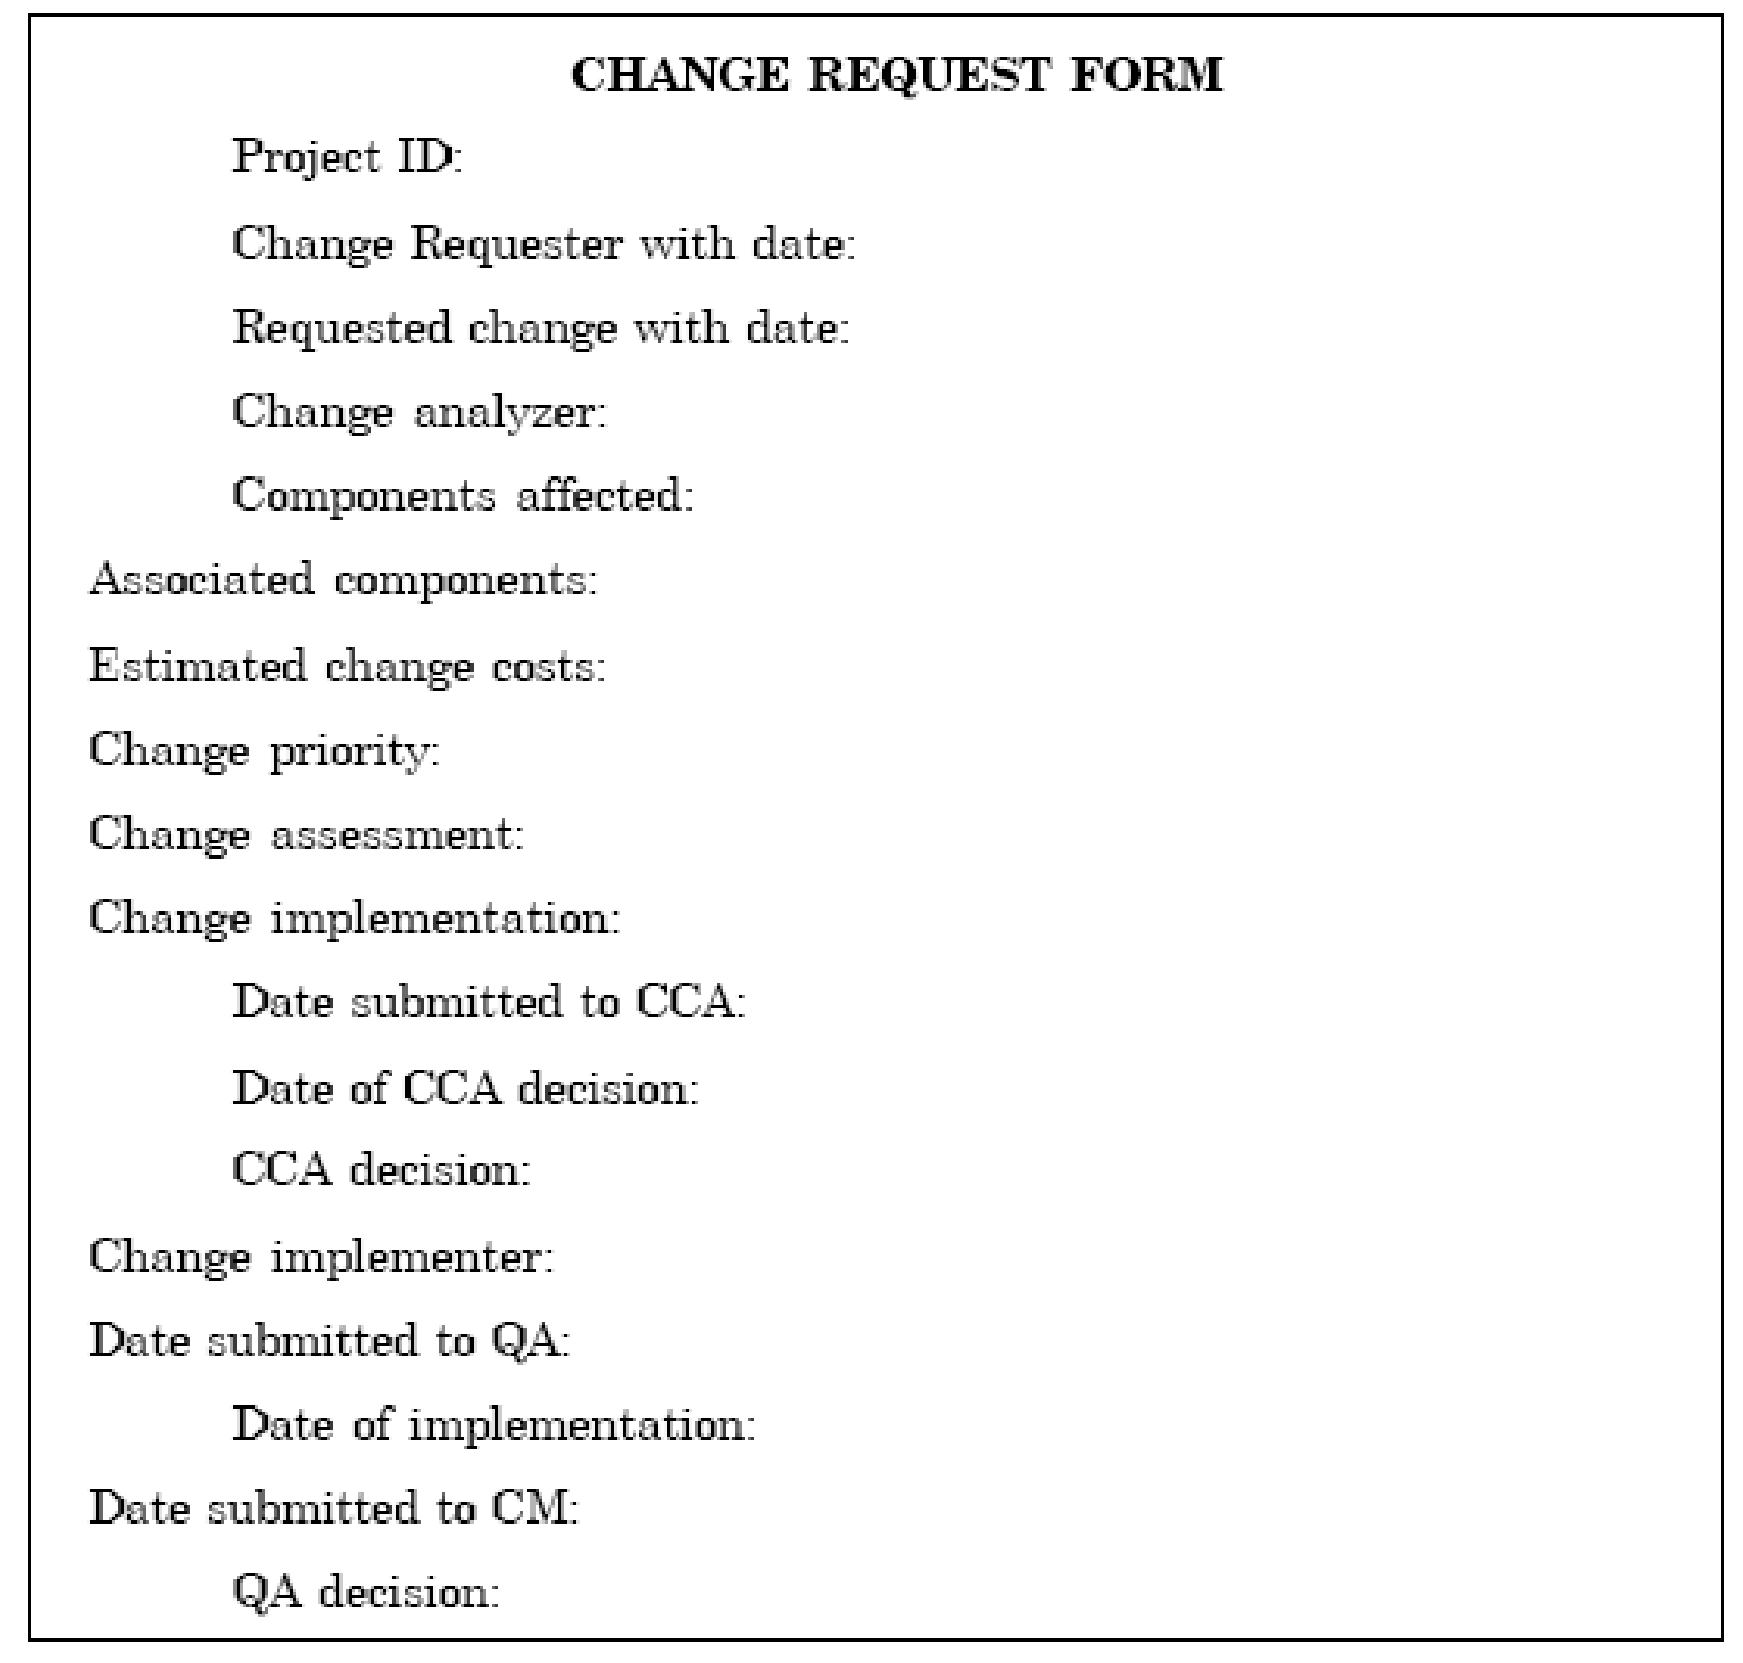 CHANGE REQUEST FORM
Project ID:
Change Requester with date:
Requested change with date:
Change analyzer:
Components affected:
Associated components:
Estimated change costs:
Change priority:
Change assessment:
Change implementation:
Date submitted to CCA:
Date of CCA decision:
CCA decision:
Change implementer:
Date submitted to QA:
Date of implementation:
Date submitted to CM:
QA decision: